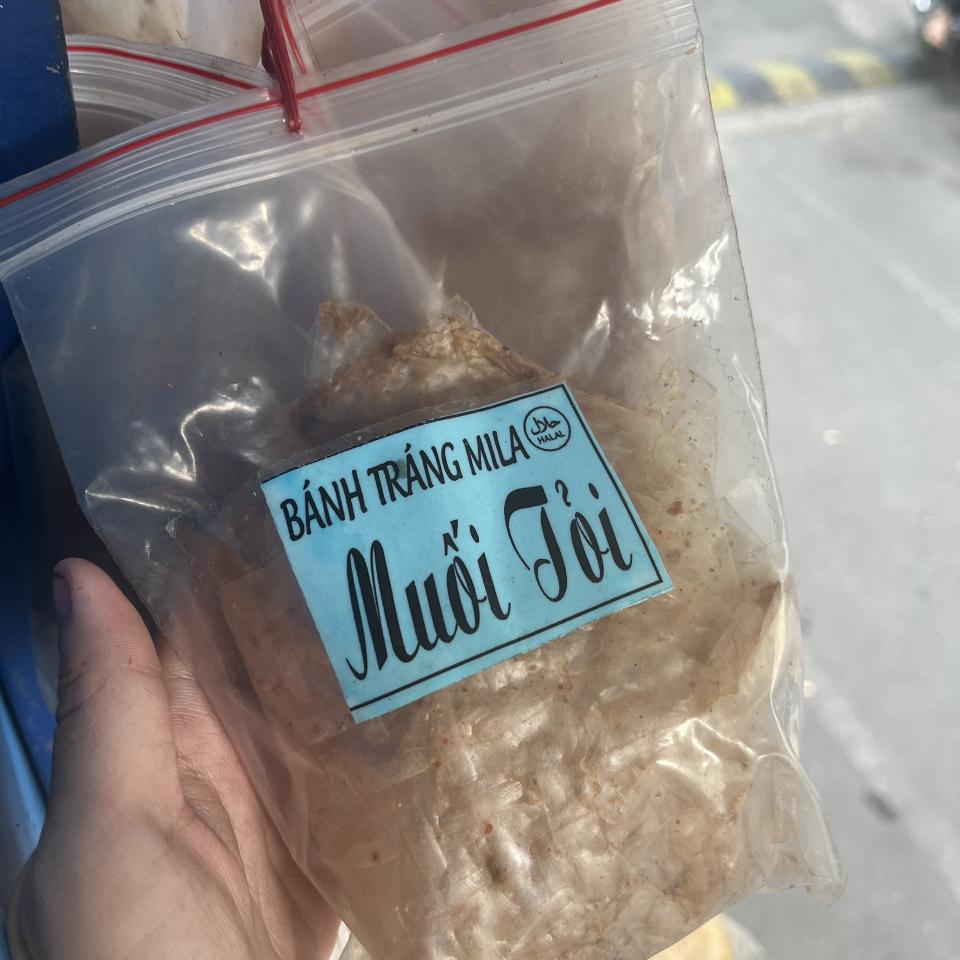 BÁNH TRÁNG MILA
حلال
HALAL
Muối Tỏi